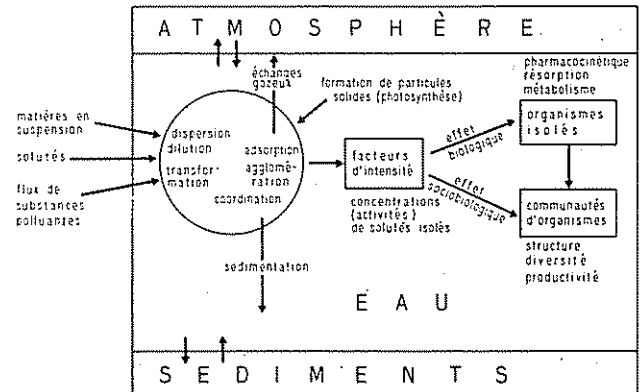 ATMOSPHÈRE
échanges
gazeux
formation de particules
solides (photosynthèse)
pharmacocinétique
résorption
métabolisme
organismes
isolés
matières en
suspension
solutés
flux de
substances
polluantes
dispersion
dilution
transfor-
mation
adsorption
agglomé-
ration
coordination
facteurs
d'intensité
concentrations
(activités)
de solutés isolés
effet
biologique
effet
sociobiologique
communautés
d'organismes
structure
diversité
productivité
sédimentation
EAU
SEDIMENTS